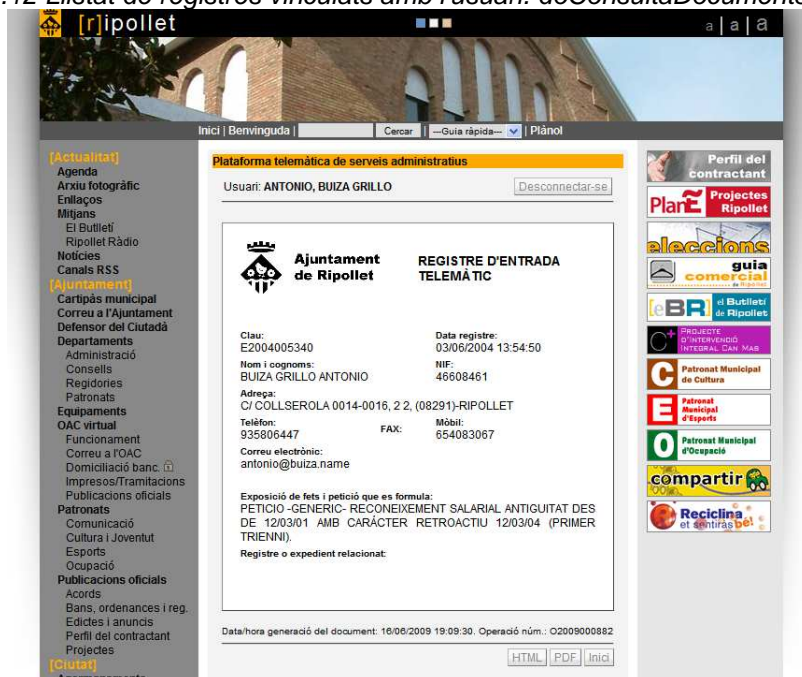 .12 Llistat de registres vinculats amb l'usuari: doConsultaDocumento
[r]ipollet
a | a | a
Inici | Benvinguda | Cercar | ---Guia ràpida--- | Plànol
[Actualitat]
Agenda
Arxiu fotogràfic
Enllaços
Mitjans
El Butlletí
Ripollet Ràdio
Notícies
Canals RSS
[Ajuntament]
Cartipàs municipal
Correu a l'Ajuntament
Defensor del Ciutadà
Departaments
Administració
Consells
Regidories
Patronats
Equipaments
OAC virtual
Funcionament
Correu a l'OAC
Domiciliació banc.
Impresos/Tramitacions
Publicacions oficials
Patronats
Comunicació
Cultura i Joventut
Esports
Ocupació
Publicacions oficials
Acords
Bans, ordenances i reg.
Edictes i anuncis
Perfil del contractant
Projectes
[Ciutat]
Plataforma telemàtica de serveis administratius
Usuari: ANTONIO, BUIZA GRILLO
Desconnectar-se
Ajuntament
de Ripollet
REGISTRE D'ENTRADA
TELEMÀTIC
Clau:
E2004005340
Data registre:
03/06/2004 13:54:50
Nom i cognoms:
BUIZA GRILLO ANTONIO
NIF:
46608461
Adreça:
C/ COLLSEROLA 0014-0016, 2 2, (08291)-RIPOLLET
Telèfon:
935806447
FAX:
Mòbil:
654083067
Correu electrònic:
antonio@buiza.name
Exposició de fets i petició que es formula:
PETICIO -GENERIC- RECONEIXEMENT SALARIAL ANTIGUITAT DES
DE 12/03/01 AMB CARÁCTER RETROACTIU 12/03/04 (PRIMER
TRIENNI).
Registre o expedient relacionat:
Data/hora generació del document: 16/06/2009 19:09:30. Operació núm.: O2009000882
HTML PDF Inici
Perfil del
contractant
PlanE Projectes
Ripollet
eleccions
guia
comercial
de Ripollet
[eBR] el Butlletí
de Ripollet
C+ PROJECTE
D'INTERVENCIÓ
INTEGRAL CAN MAS
C Patronat Municipal
de Cultura
E Patronat
Municipal
d'Esports
O Patronat Municipal
d'Ocupació
compartir
Reciclina
et sentiràs bé!